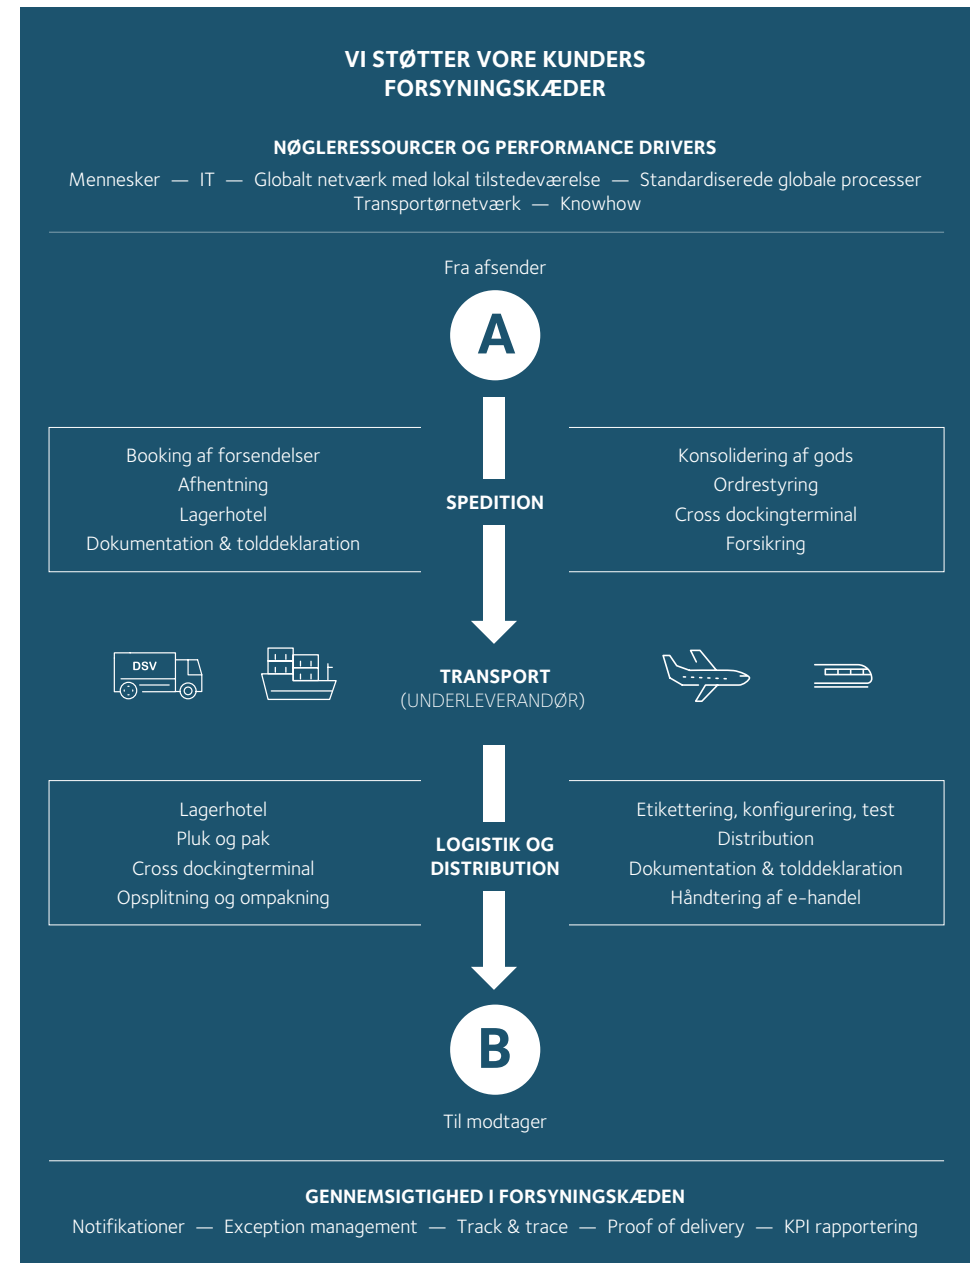 VI STØTTER VORE KUNDERS
FORSYNINGSKÆDER
NØGLERESSOURCER OG PERFORMANCE DRIVERS
Mennesker — IT — Globalt netværk med lokal tilstedeværelse — Standardiserede globale processer
Transportørnetværk — Knowhow
Fra afsender
A
Booking af forsendelser
Afhentning
Lagerhotel
Dokumentation & tolddeklaration
SPEDITION
Konsolidering af gods
Ordrestyring
Cross dockingterminal
Forsikring
DSV
TRANSPORT
(UNDERLEVERANDØR)
Lagerhotel
Pluk og pak
Cross dockingterminal
Opsplitning og ompakning
LOGISTIK OG
DISTRIBUTION
Etikettering, konfigurering, test
Distribution
Dokumentation & tolddeklaration
Håndtering af e-handel
B
Til modtager
GENNEMSIGTIGHED I FORSYNINGSKÆDEN
Notifikationer — Exception management — Track & trace — Proof of delivery — KPI rapportering